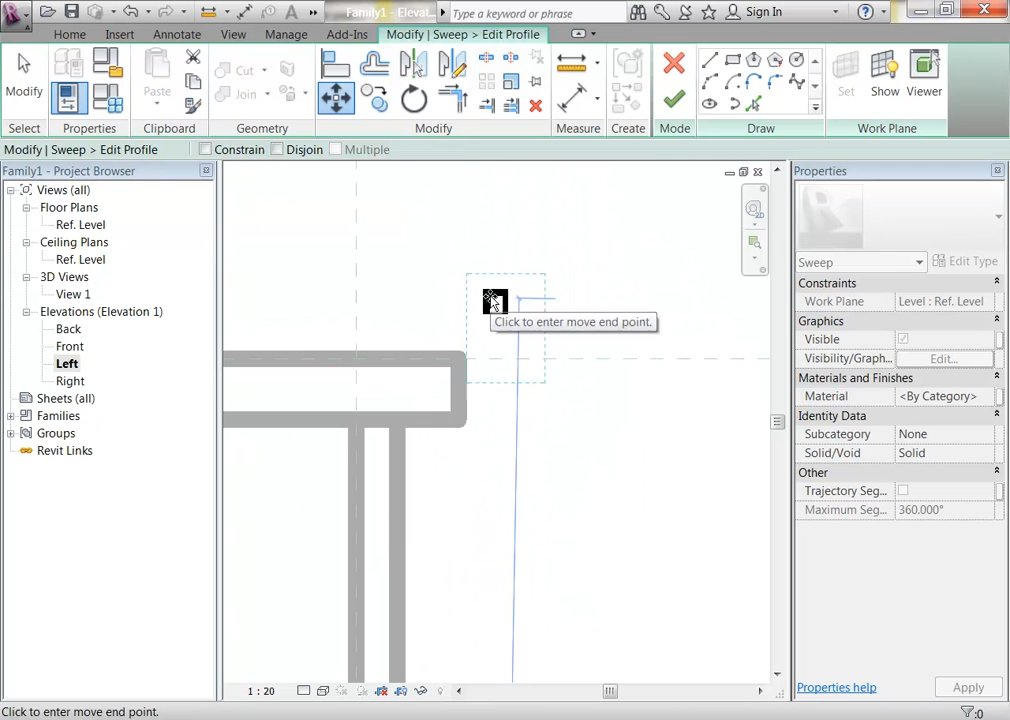 Family1 - Elevat...
Type a keyword or phrase
Sign In
Home Insert Annotate View Manage Add-Ins Modify | Sweep > Edit Profile
Modify
Paste
Cut
Join
Set Show Viewer
Select Properties Clipboard Geometry Modify Measure Create Mode Draw Work Plane
Modify | Sweep > Edit Profile Constrain Disjoin Multiple
Family1 - Project Browser
Views (all)
Floor Plans
Ref. Level
Ceiling Plans
Ref. Level
3D Views
View 1
Elevations (Elevation 1)
Back
Front
Left
Right
Sheets (all)
Families
Groups
Revit Links
2D
Click to enter move end point.
Properties
Sweep
Edit Type
Constraints
Work Plane Level : Ref. Level
Graphics
Visible
Visibility/Graph... Edit...
Materials and Finishes
Material <By Category>
Identity Data
Subcategory None
Solid/Void Solid
Other
Trajectory Seg...
Maximum Seg... 360.000°
Properties help
Apply
1 : 20
Click to enter move end point.
:0